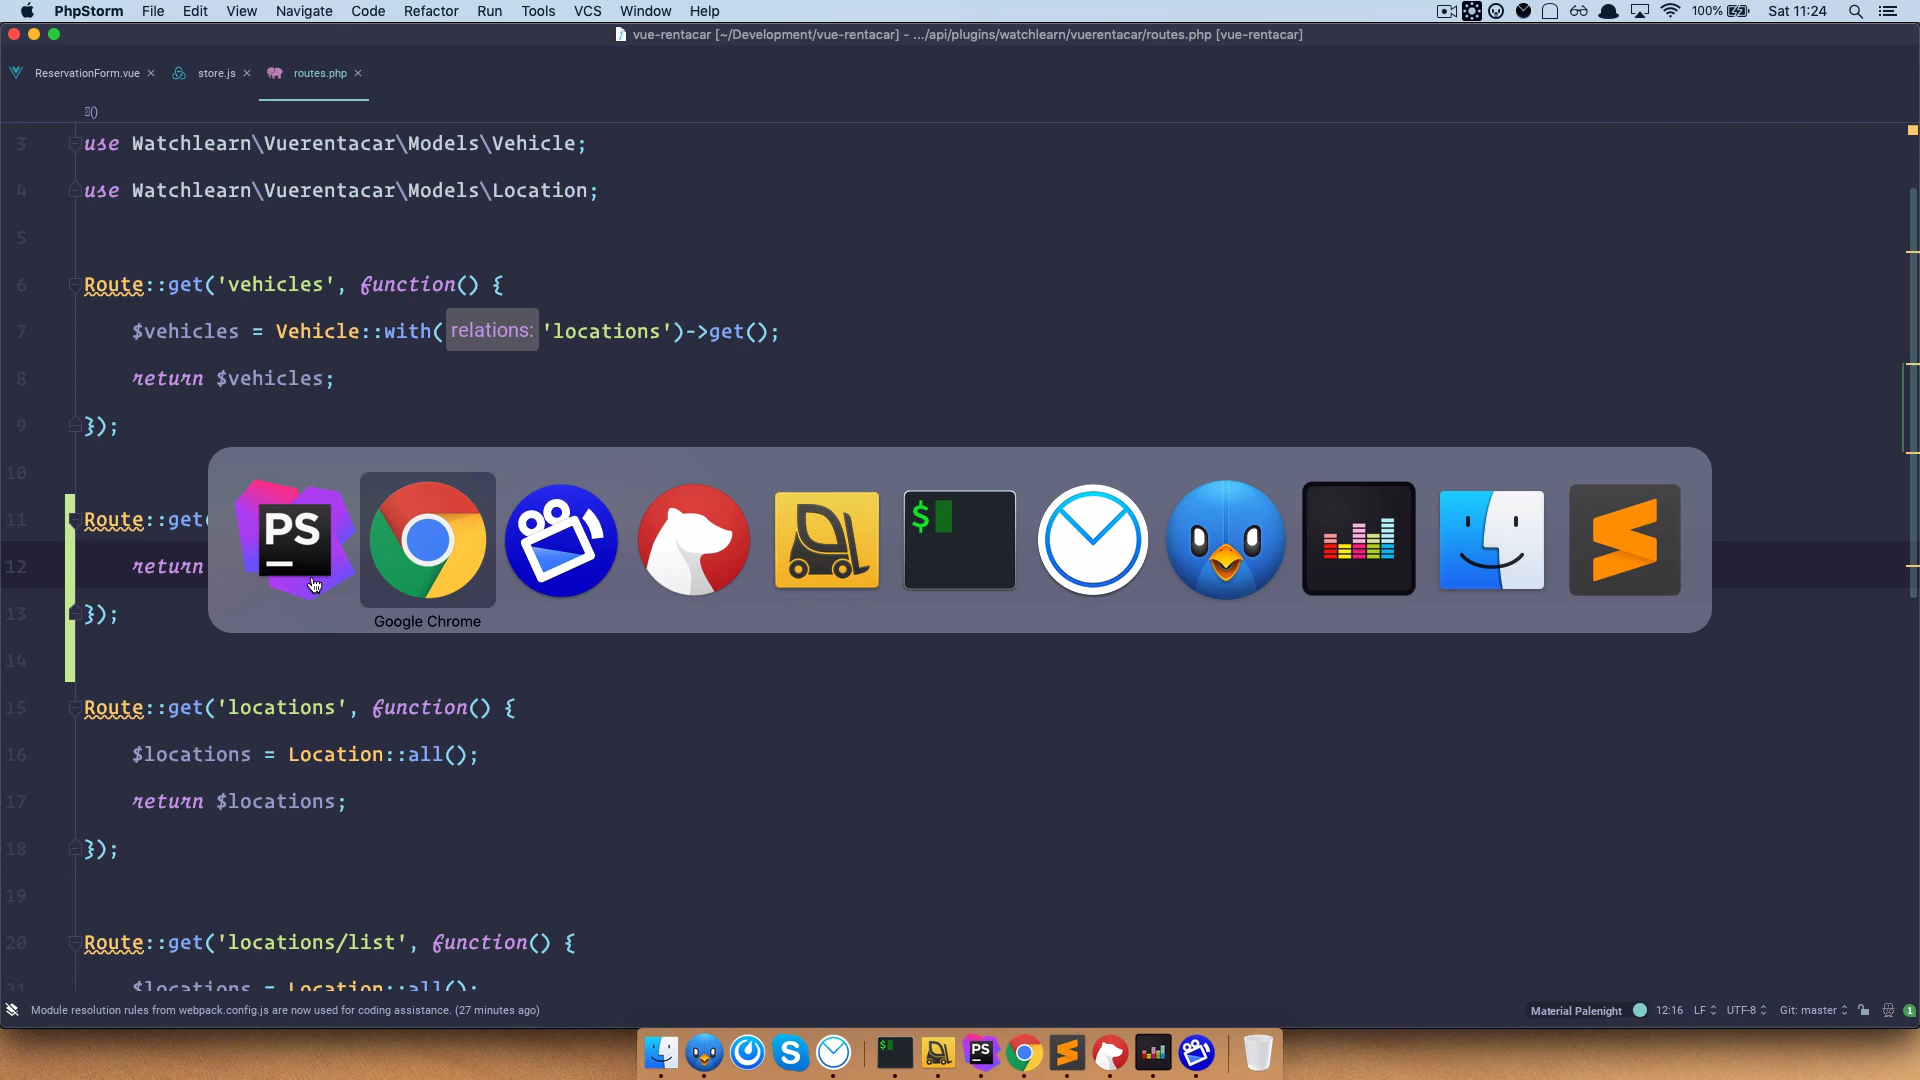 PhpStorm File Edit View Navigate Code Refactor Run Tools VCS Window Help 100% Sat 11:24
vue-rentacar [~/Development/vue-rentacar] - .../api/plugins/watchlearn/vuerentacar/routes.php [vue-rentacar]
ReservationForm.vue store.js routes.php
()
3 use Watchlearn\Vuerentacar\Models\Vehicle;
4 use Watchlearn\Vuerentacar\Models\Location;
5
6 Route::get('vehicles', function() {
7 $vehicles = Vehicle::with( relations: 'locations')->get();
8 return $vehicles;
9 });
10
11 Route::get(
12 return
13 });
14
15 Route::get('locations', function() {
16 $locations = Location::all();
17 return $locations;
18 });
19
20 Route::get('locations/list', function() {
21 $locations = Location::all();
PS
$
Google Chrome
Module resolution rules from webpack.config.js are now used for coding assistance. (27 minutes ago) Material Palenight 12:16 LF UTF-8 Git: master 1
$ PS